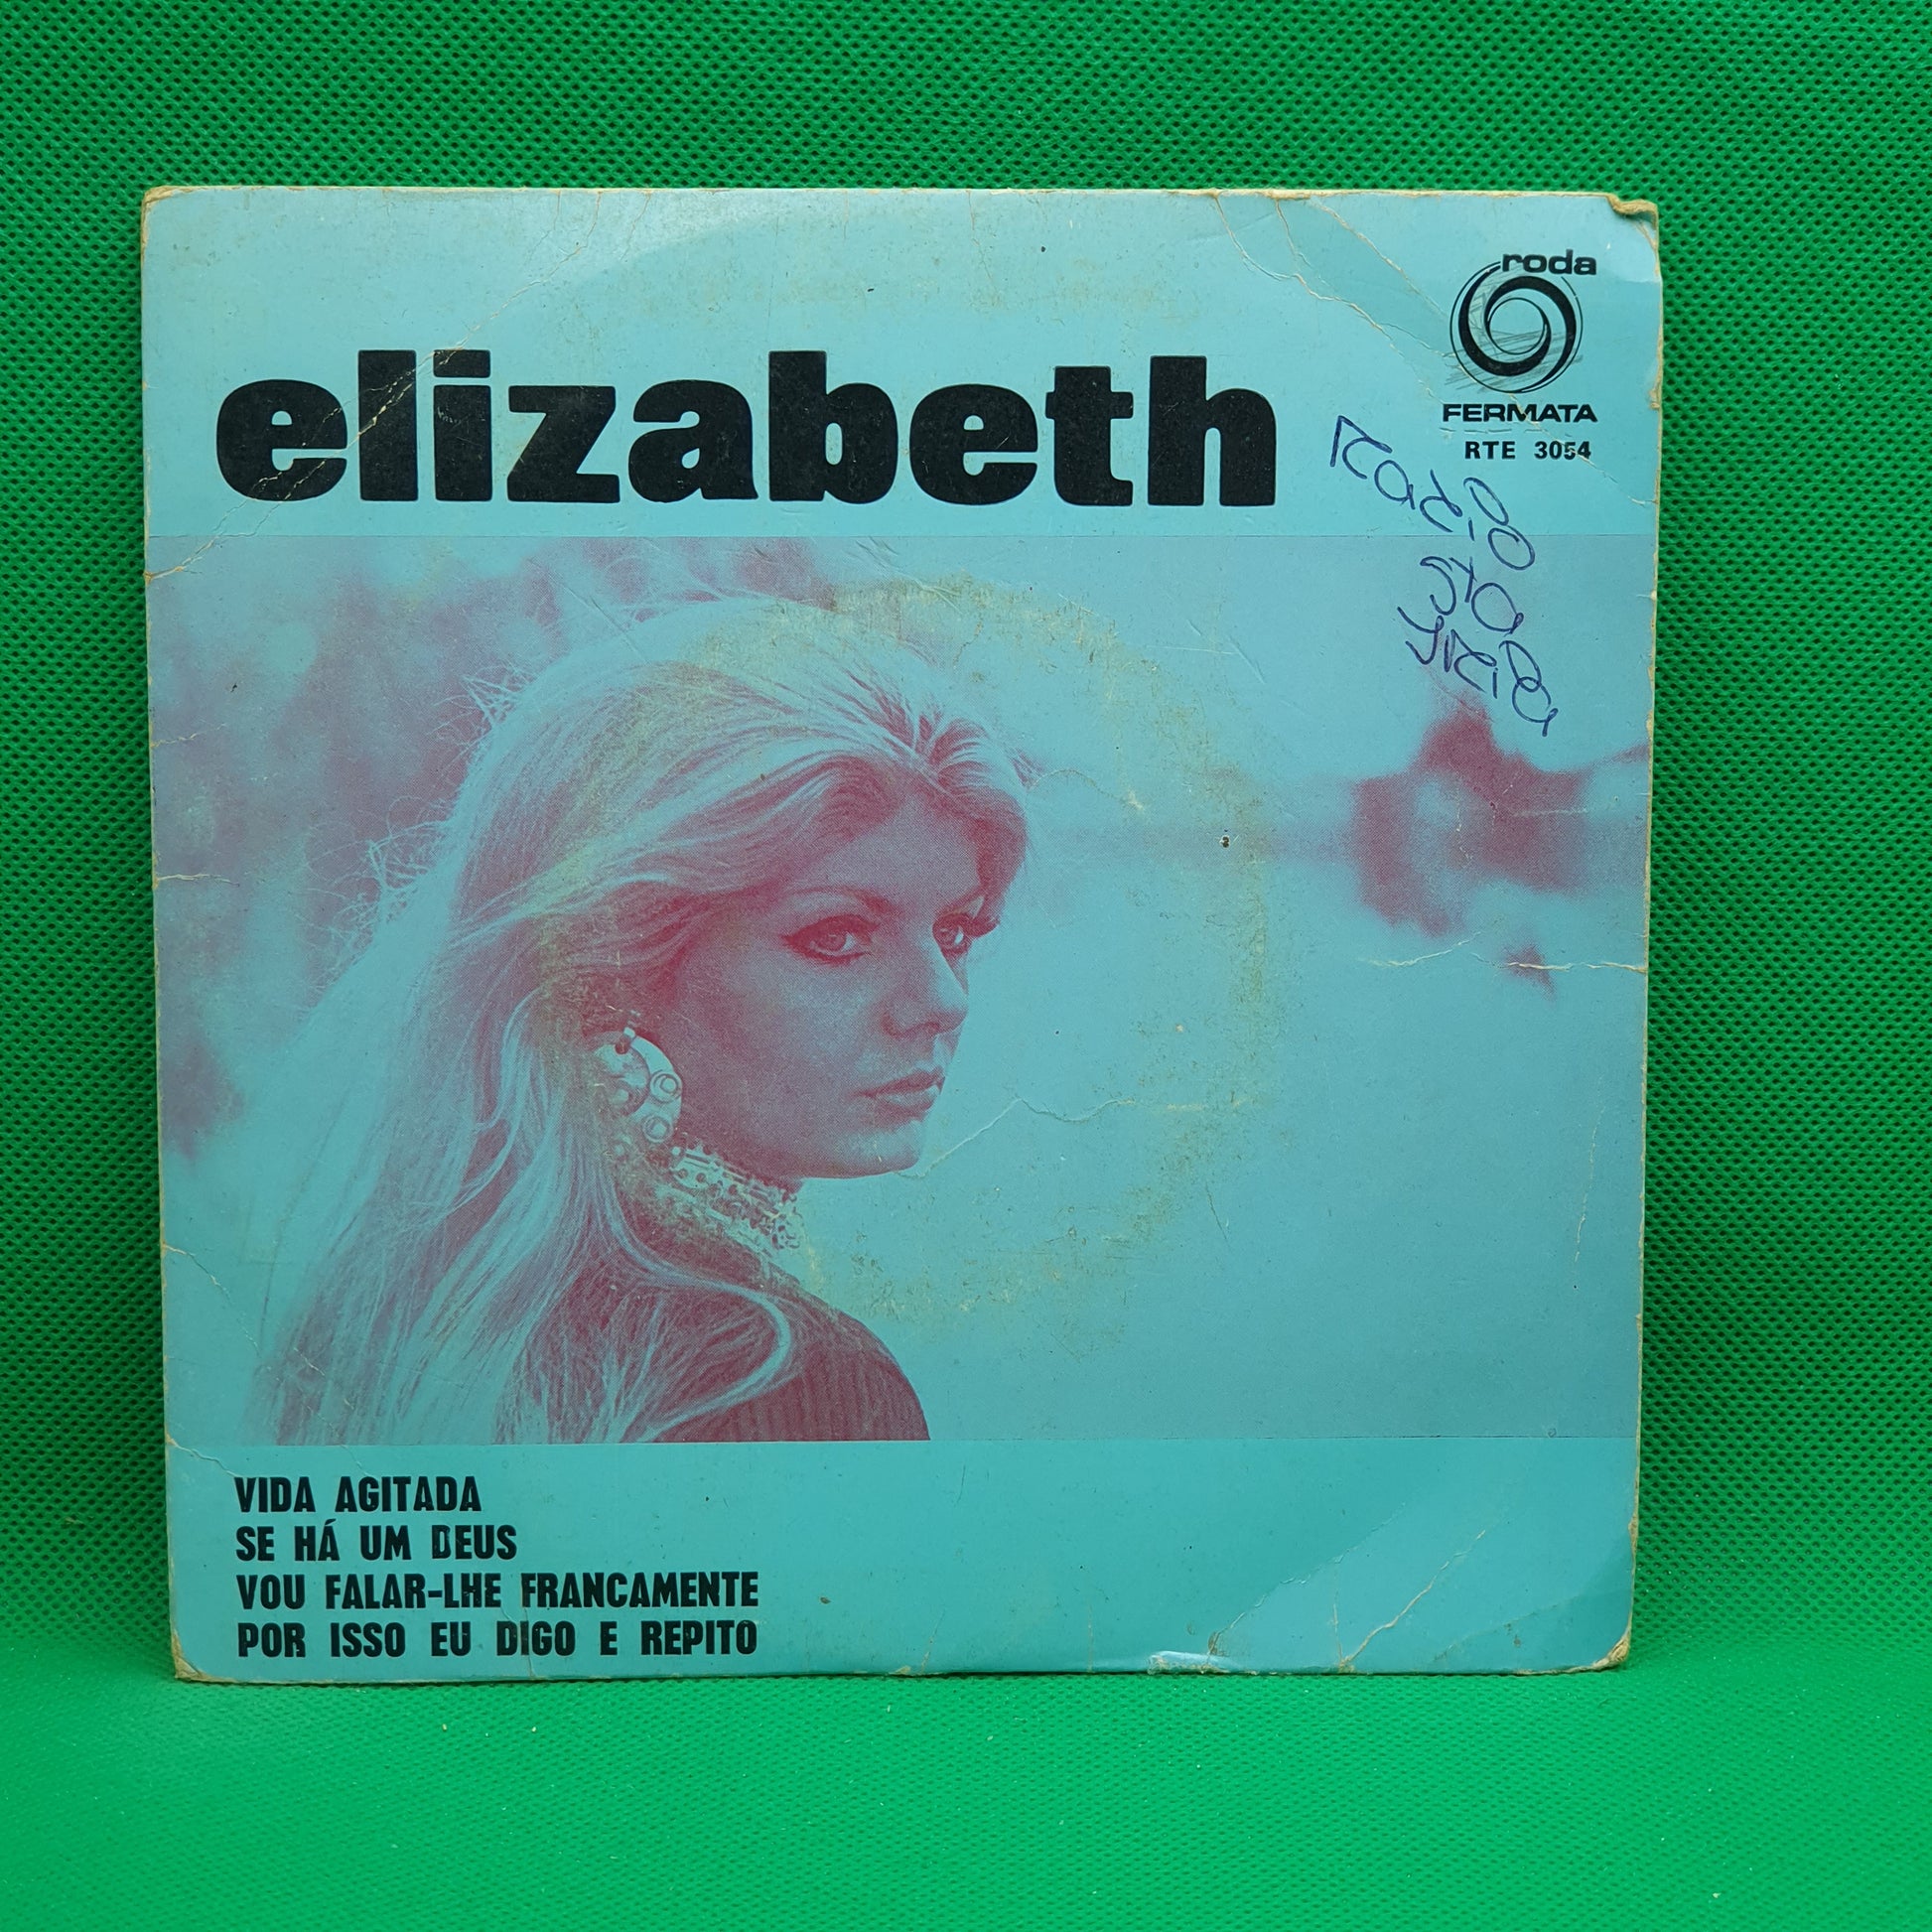 roda
elizabeth
FERMATA
RTE 3054
VIDA AGITADA
SE HÁ UM DEUS
VOU FALAR-LHE FRANCAMENTE
POR ISSO EU DIGO E REPITO